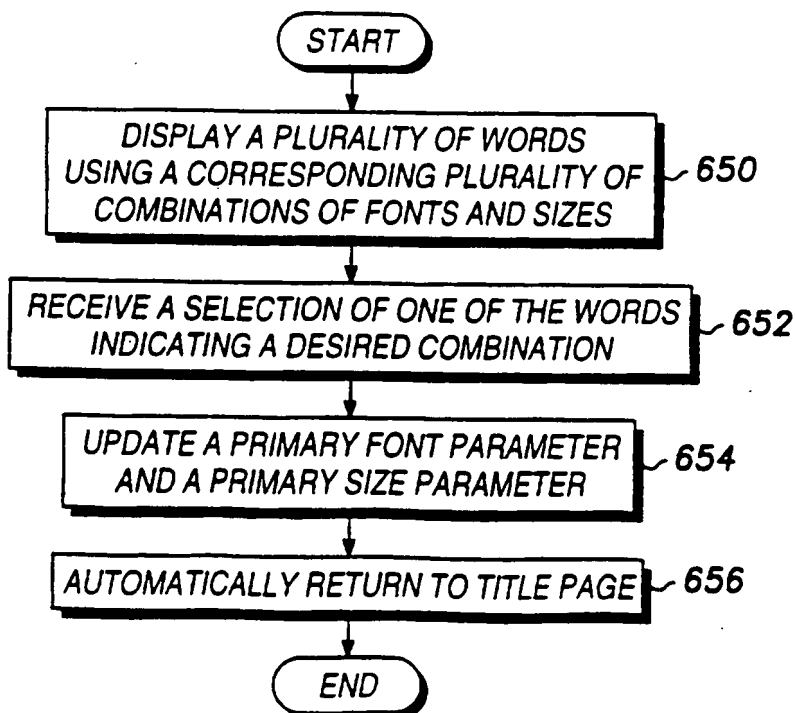 START
DISPLAY A PLURALITY OF WORDS
USING A CORRESPONDING PLURALITY OF
COMBINATIONS OF FONTS AND SIZES
650
RECEIVE A SELECTION OF ONE OF THE WORDS
INDICATING A DESIRED COMBINATION
652
UPDATE A PRIMARY FONT PARAMETER
AND A PRIMARY SIZE PARAMETER
654
AUTOMATICALLY RETURN TO TITLE PAGE
656
END